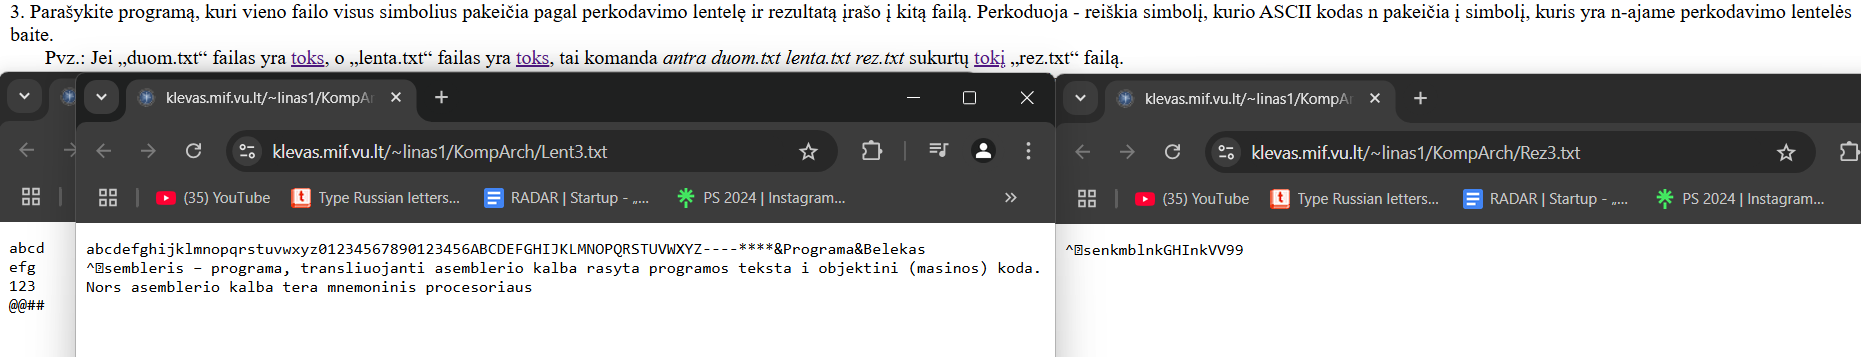 3. Parašykite programą, kuri vieno failo visus simbolius pakeičia pagal perkodavimo lentelę ir rezultatą įrašo į kitą failą. Perkoduoja - reiškia simbolį, kurio ASCII kodas n pakeičia į simbolį, kuris yra n-ajame perkodavimo lentelės
baite.
Pvz.: Jei „duom.txt“ failas yra toks, o „lenta.txt“ failas yra toks, tai komanda antra duom.txt lenta.txt rez.txt sukurtų tokį „rez.txt“ failą.
klevas.mif.vu.lt/~linas1/KompAr
klevas.mif.vu.lt/~linas1/KompAr
klevas.mif.vu.lt/~linas1/KompArch/Lent3.txt
klevas.mif.vu.lt/~linas1/KompArch/Rez3.txt
(35) YouTube
Type Russian letters...
RADAR | Startup - „...
PS 2024 | Instagram...
»
(35) YouTube
Type Russian letters...
RADAR | Startup - „...
PS 2024 | Instagram...
abcd
efg
123
@@##
abcdefghijklmnopqrstuvwxyz01234567890123456ABCDEFGHIJKLMNOPQRSTUVWXYZ----****&Programa&Belekas
^sembleris – programa, transliuojanti asemblerio kalba rasyta programos teksta i objektini (masinos) koda.
Nors asemblerio kalba tera mnemoninis procesoriaus
^senkmblnkGHInkVV99